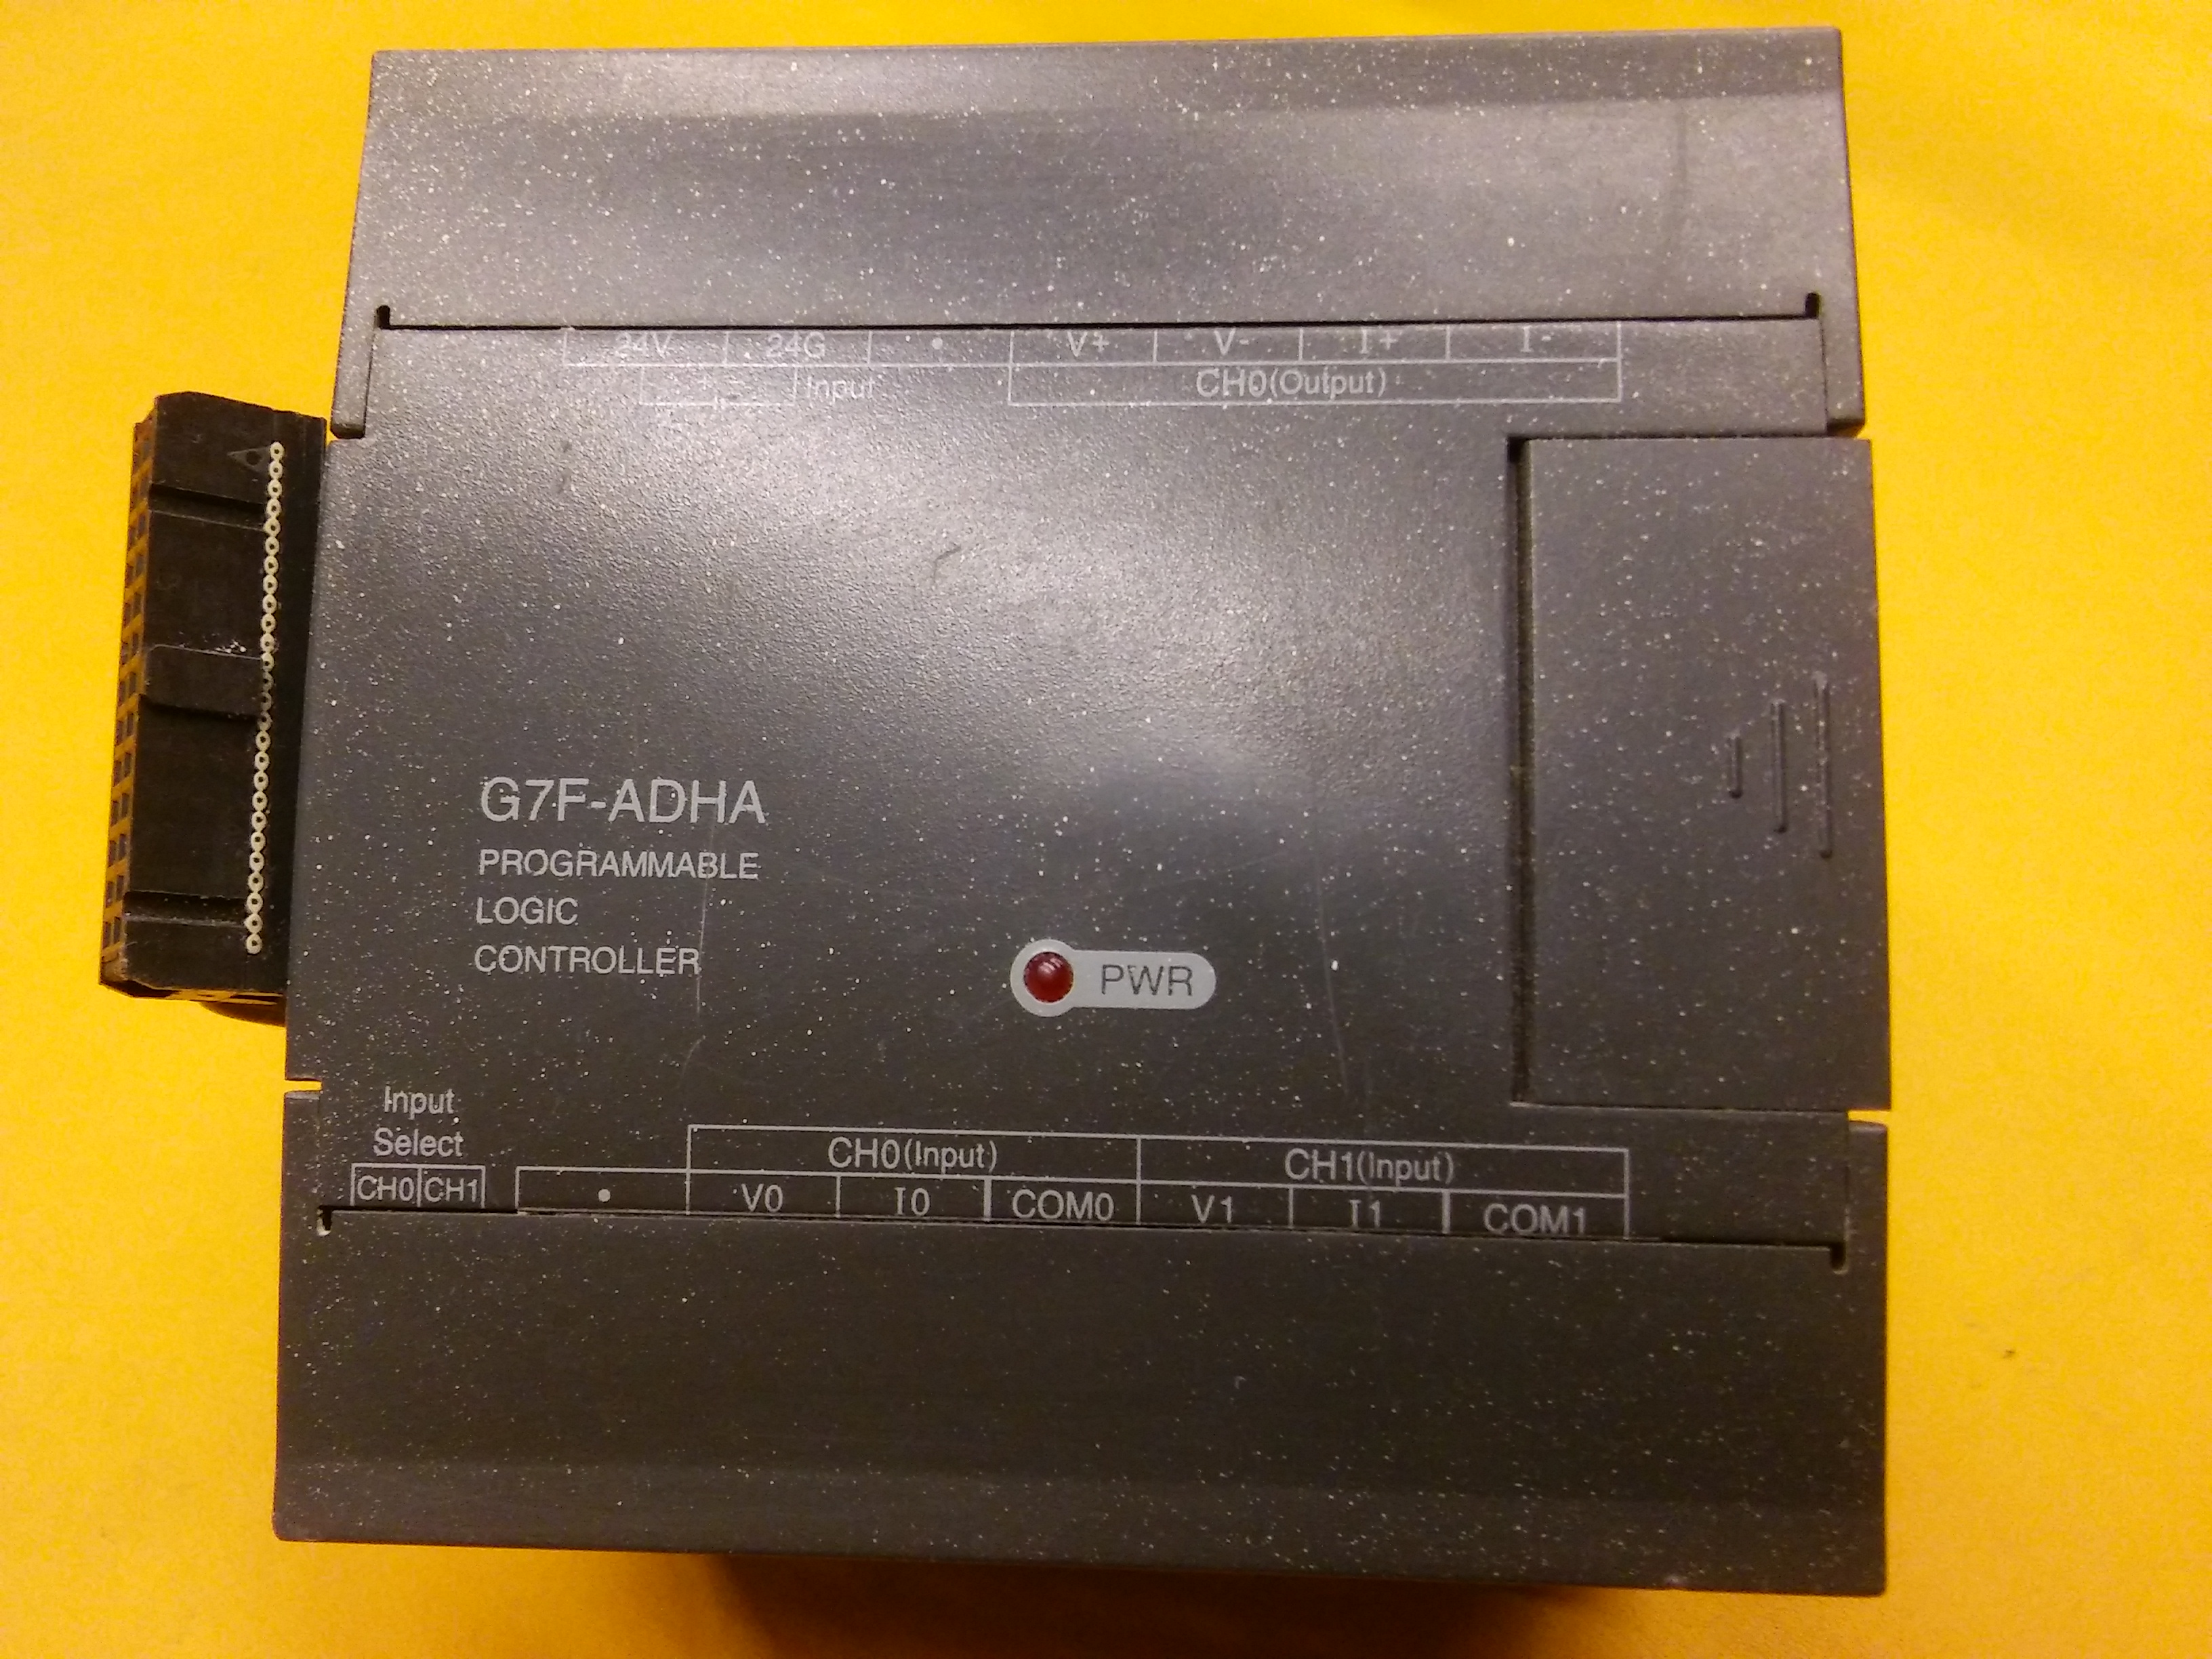 24V 24G • V+ V- I+ I-
+ - Input CH0(Output)
G7F-ADHA
PROGRAMMABLE
LOGIC
CONTROLLER
PWR
Input
Select
CH0 CH1
CH0(Input) CH1(Input)
• V0 I0 COM0 V1 I1 COM1